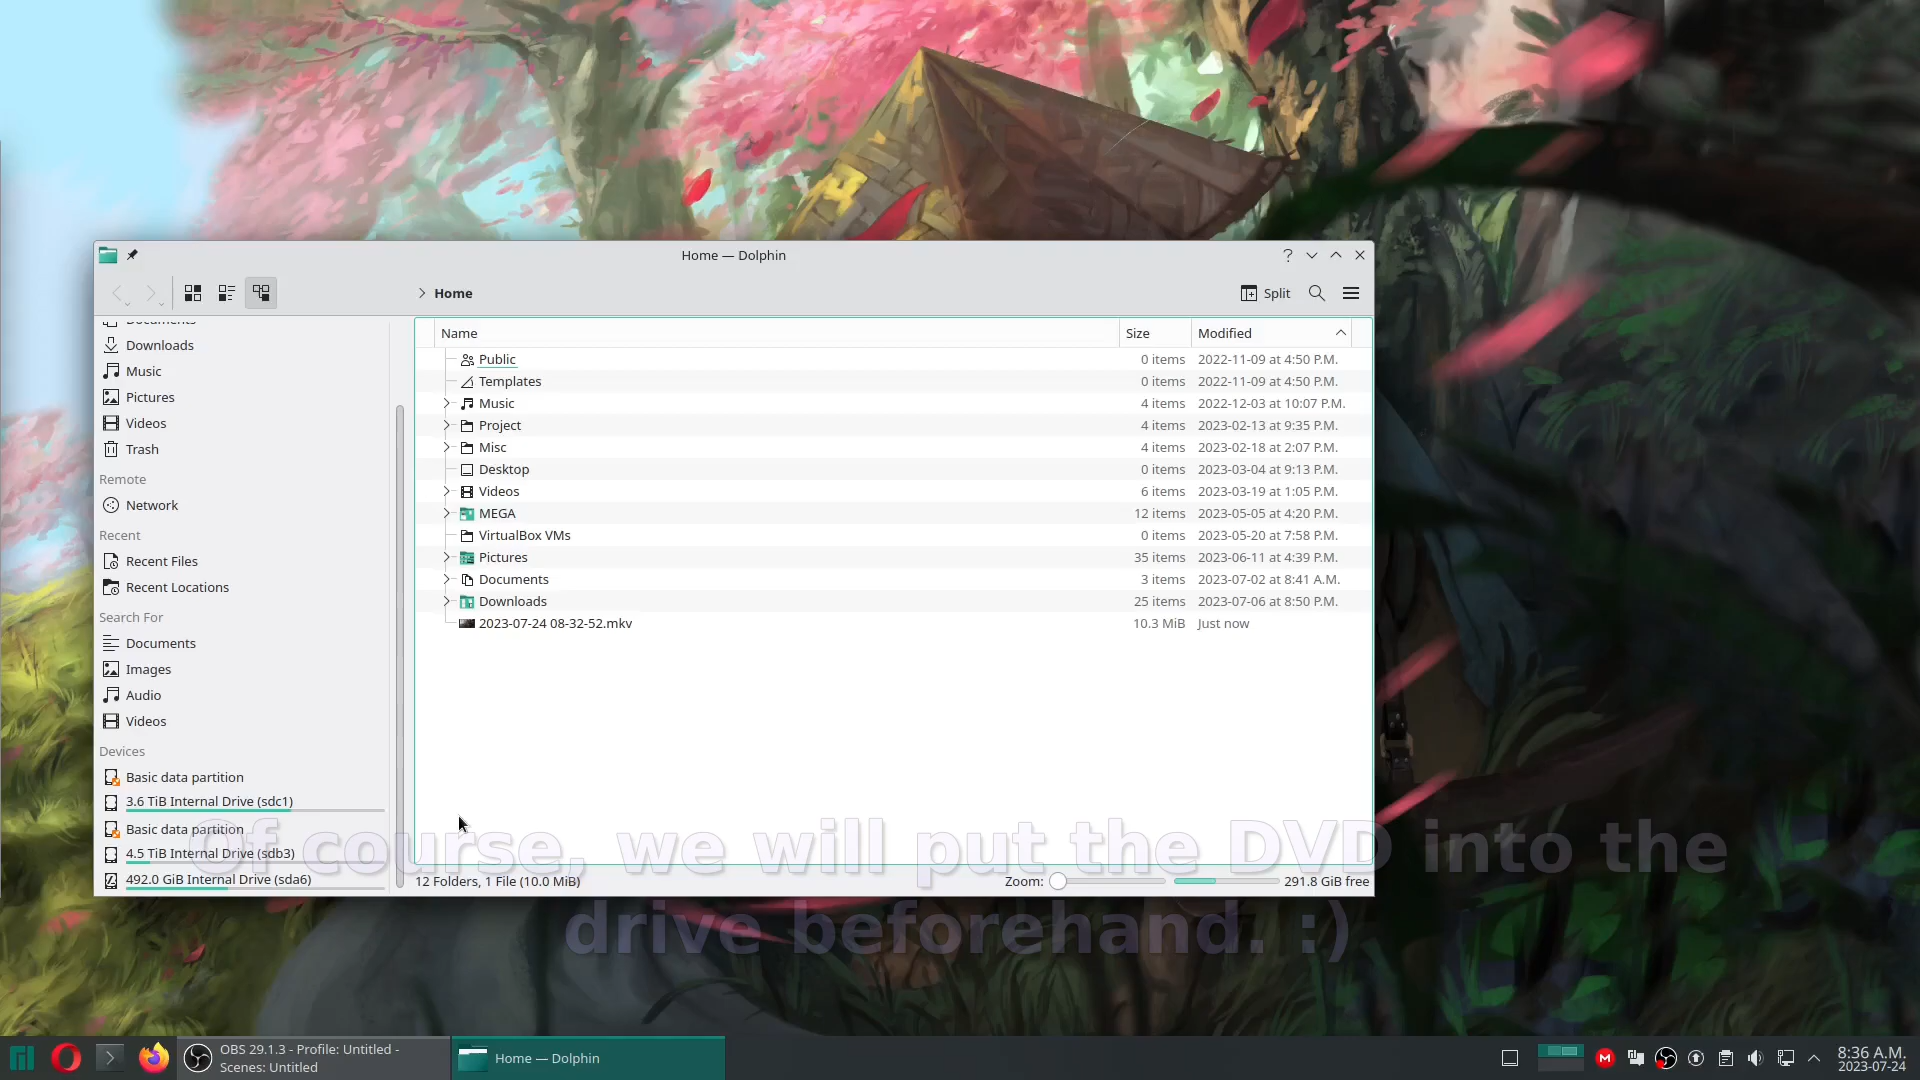 Home — Dolphin
Home
Split
Documents
Downloads
Music
Pictures
Videos
Trash
Remote
Network
Recent
Recent Files
Recent Locations
Search For
Documents
Images
Audio
Videos
Devices
Basic data partition
3.6 TiB Internal Drive (sdc1)
Basic data partition
4.5 TiB Internal Drive (sdb3)
492.0 GiB Internal Drive (sda6)
Name Size Modified
Public 0 items 2022-11-09 at 4:50 P.M.
Templates 0 items 2022-11-09 at 4:50 P.M.
Music 4 items 2022-12-03 at 10:07 P.M.
Project 4 items 2023-02-13 at 9:35 P.M.
Misc 4 items 2023-02-18 at 2:07 P.M.
Desktop 0 items 2023-03-04 at 9:13 P.M.
Videos 6 items 2023-03-19 at 1:05 P.M.
MEGA 12 items 2023-05-05 at 4:20 P.M.
VirtualBox VMs 0 items 2023-05-20 at 7:58 P.M.
Pictures 35 items 2023-06-11 at 4:39 P.M.
Documents 3 items 2023-07-02 at 8:41 A.M.
Downloads 25 items 2023-07-06 at 8:50 P.M.
2023-07-24 08-32-52.mkv 10.3 MiB Just now
12 Folders, 1 File (10.0 MiB) Zoom: 291.8 GiB free
Of course, we will put the DVD into the
drive beforehand. :)
OBS 29.1.3 - Profile: Untitled -
Scenes: Untitled
Home — Dolphin
8:36 A.M.
2023-07-24